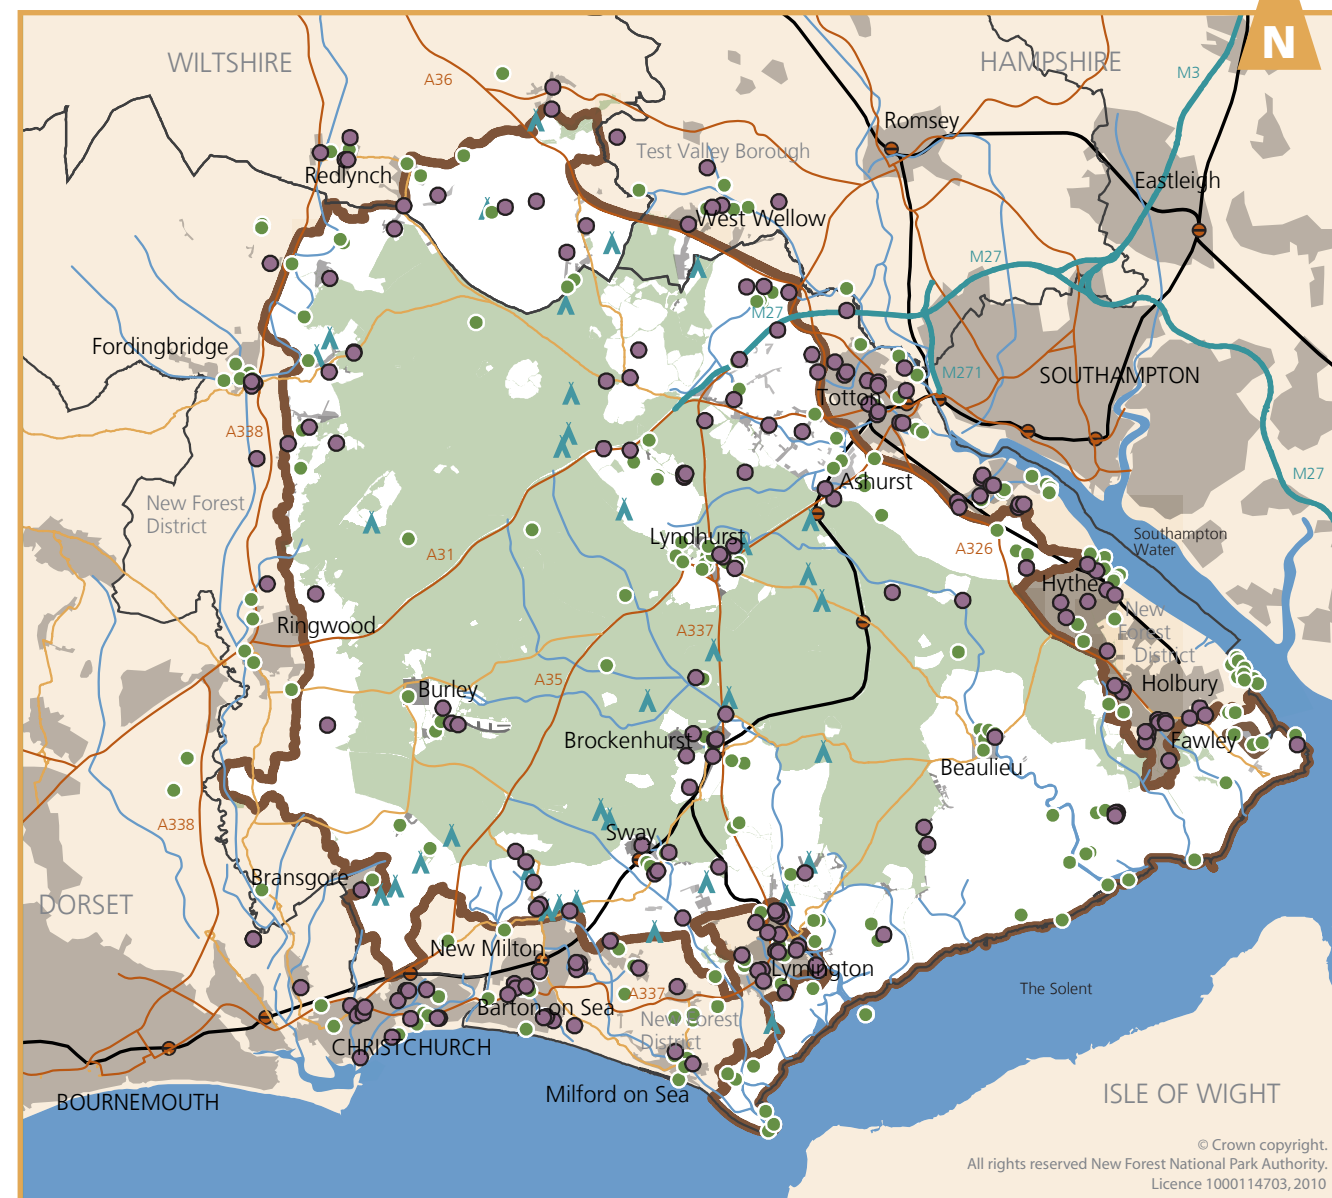 N
WILTSHIRE
HAMPSHIRE
A36
M3
Romsey
Test Valley Borough
Redlynch
Eastleigh
West Wellow
M27
M27
Fordingbridge
M271
SOUTHAMPTON
Totton
A338
M27
Ashurst
New Forest
District
Lyndhurst
Southampton
Water
A31
A326
Hythe
New
Forest
District
Ringwood
A337
A35
Holbury
Burley
Brockenhurst
Fawley
Beaulieu
A338
Sway
Bransgore
DORSET
New Milton
Lymington
The Solent
A337
Barton on Sea
New Forest
District
CHRISTCHURCH
Milford on Sea
ISLE OF WIGHT
BOURNEMOUTH
© Crown copyright.
All rights reserved New Forest National Park Authority.
Licence 1000114703, 2010